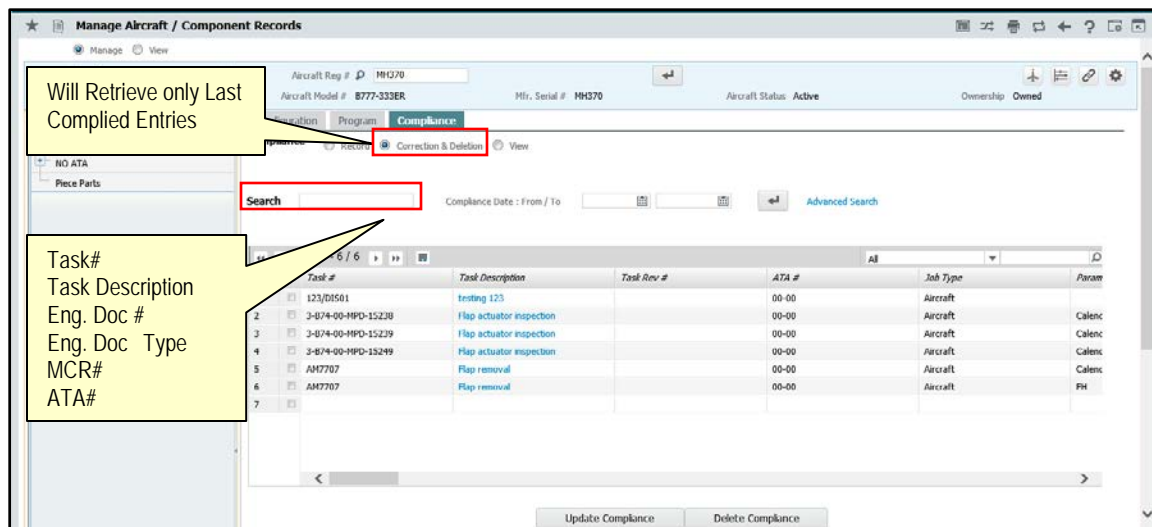 Manage Aircraft / Component Records
Manage View
Aircraft Reg # MH370
Aircraft Model # B777-333ER Mfr. Serial # MH370 Aircraft Status Active Ownership Owned
Will Retrieve only Last
Complied Entries
Program Compliance
Record Correction & Deletion View
NO ATA
Piece Parts
Search Compliance Date : From / To Advanced Search
Task#
Task Description
Eng. Doc #
Eng. Doc Type
MCR#
ATA#
6 / 6 All
Task # Task Description Task Rev # ATA # Job Type Param
123/DIS01 testing 123 00-00 Aircraft
2 3-B74-00-MPD-15238 Flap actuator inspection 00-00 Aircraft Calenc
3 3-B74-00-MPD-15239 Flap actuator inspection 00-00 Aircraft Calenc
4 3-B74-00-MPD-15249 Flap actuator inspection 00-00 Aircraft Calenc
5 AM7707 Flap removal 00-00 Aircraft Calenc
6 AM7707 Flap removal 00-00 Aircraft FH
7
Update Compliance Delete Compliance